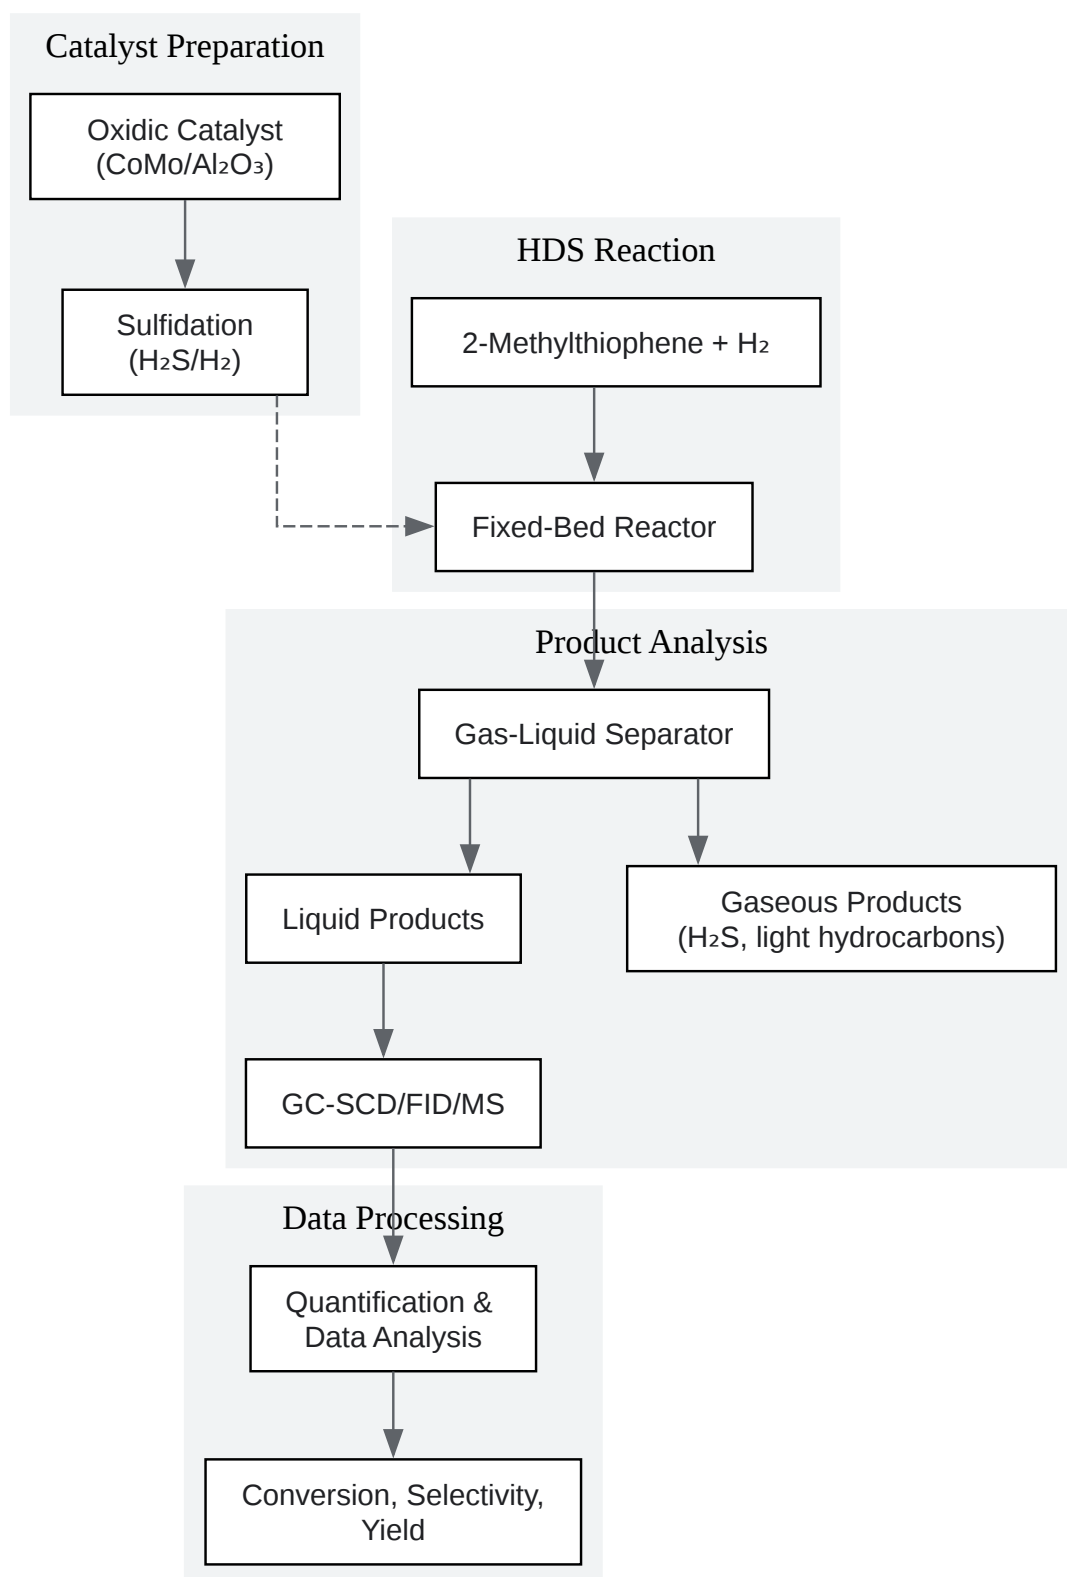 Catalyst Preparation
Oxidic Catalyst
(CoMo/Al₂O₃)
Sulfidation
(H₂S/H₂)
HDS Reaction
2-Methylthiophene + H₂
Fixed-Bed Reactor
Product Analysis
Gas-Liquid Separator
Liquid Products
Gaseous Products
(H₂S, light hydrocarbons)
GC-SCD/FID/MS
Data Processing
Quantification &
Data Analysis
Conversion, Selectivity,
Yield